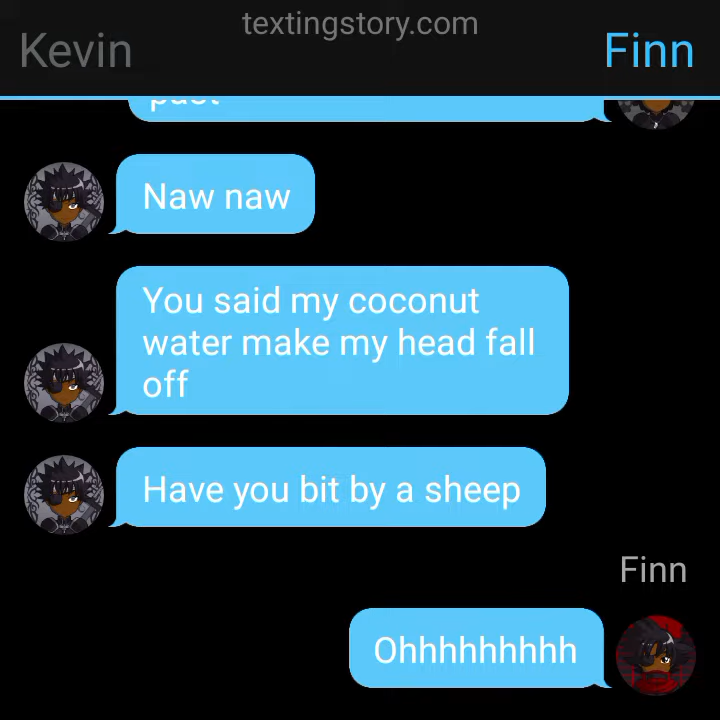 textingstory.com
Kevin
Finn
Naw naw
You said my coconut
water make my head fall
off
Have you bit by a sheep
Finn
Ohhhhhhhhh